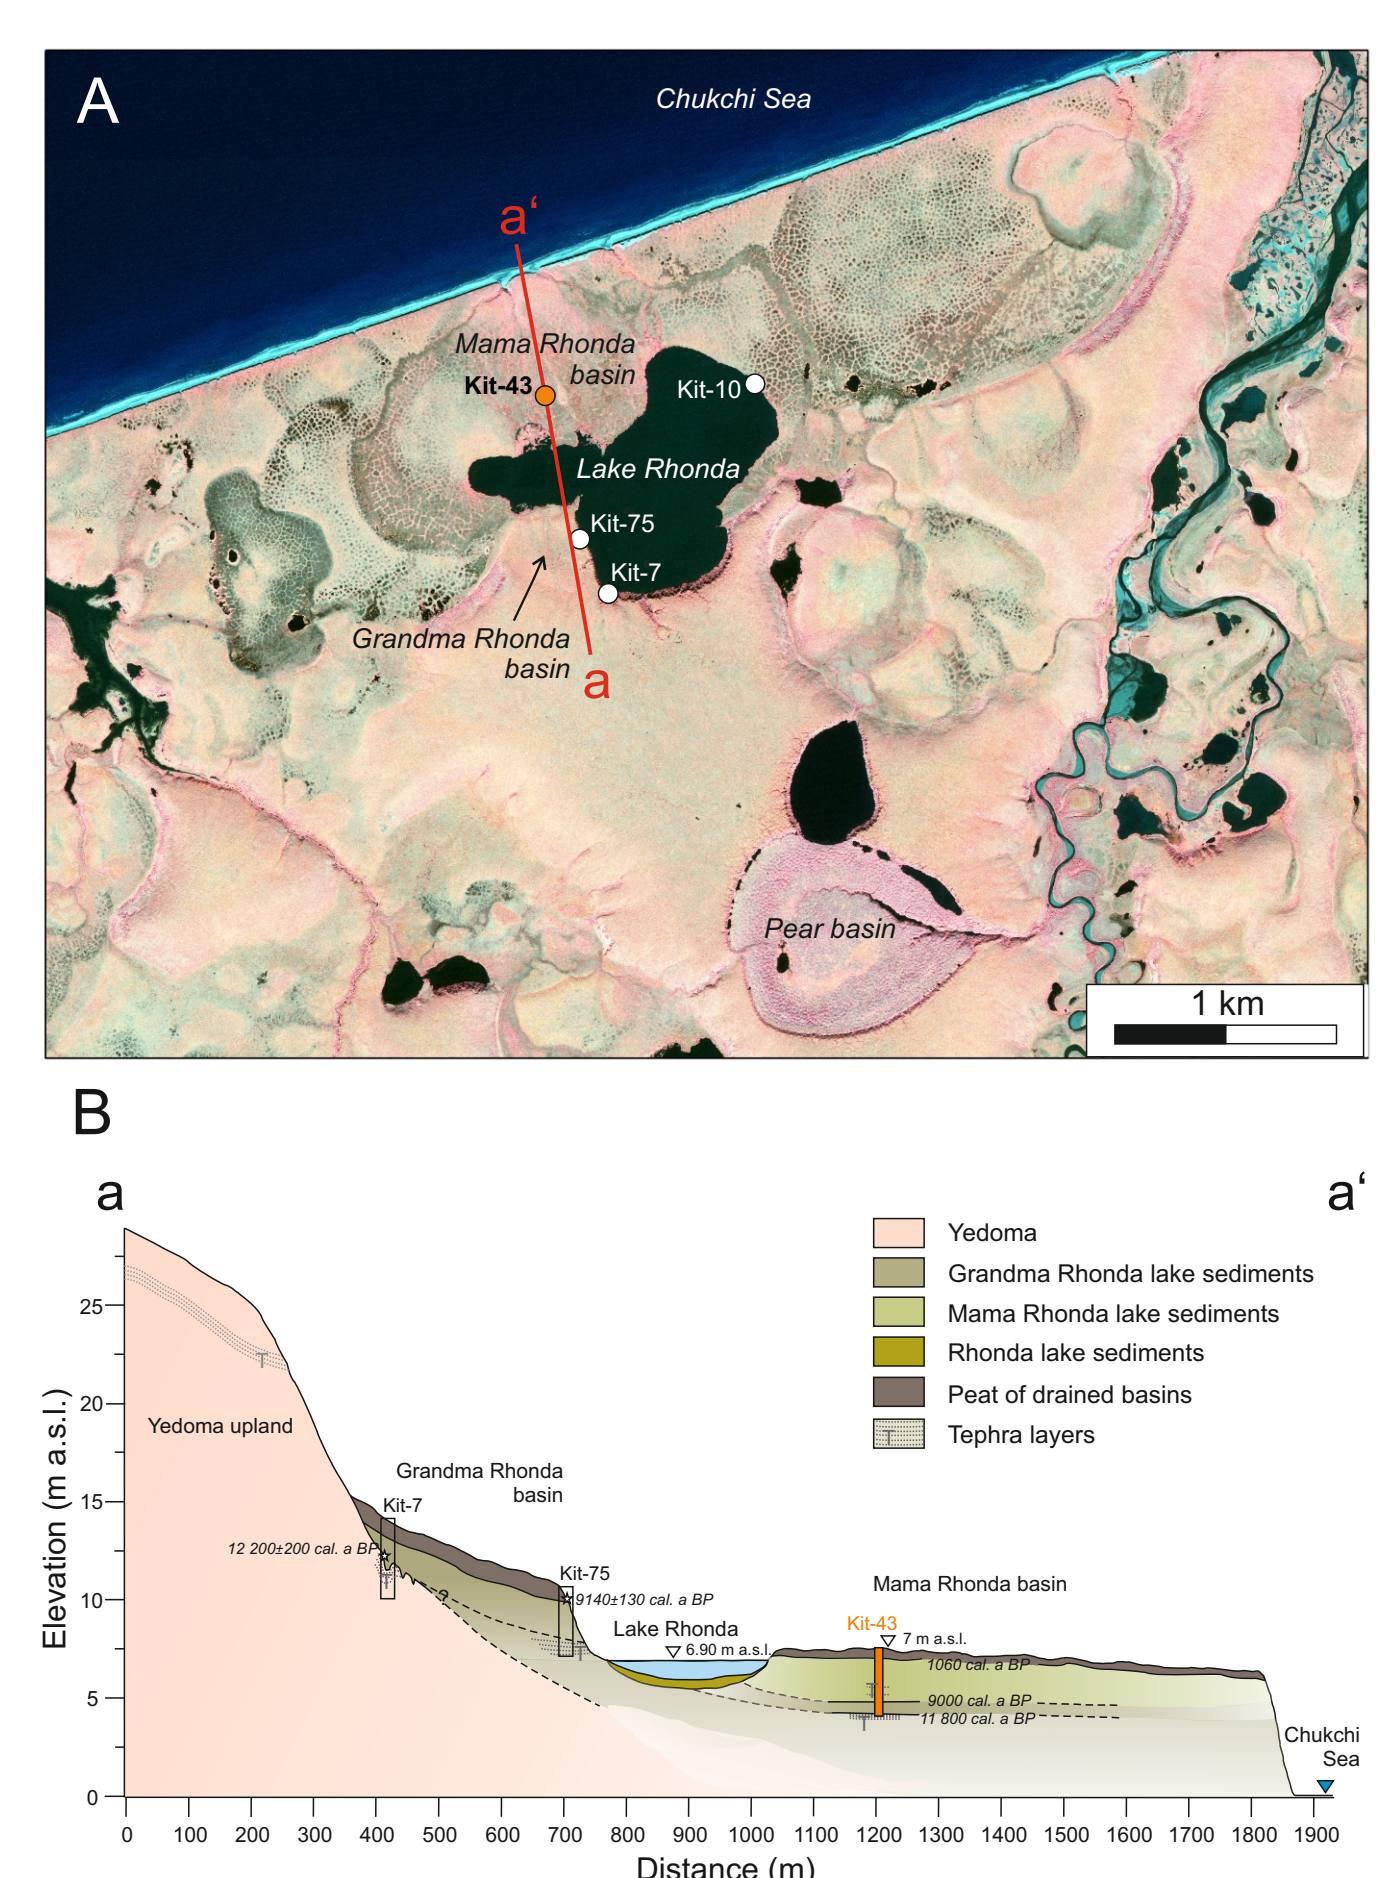 A
Chukchi Sea
a‘
Mama Rhonda
basin
Kit-43
Kit-10
Lake Rhonda
Kit-75
Kit-7
Grandma Rhonda
basin
a
Pear basin
1 km
B
a
a‘
Yedoma
Grandma Rhonda lake sediments
Mama Rhonda lake sediments
Rhonda lake sediments
Peat of drained basins
T
Tephra layers
Elevation (m a.s.l.)
25
20
15
10
5
0
T
Yedoma upland
Grandma Rhonda
basin
Kit-7
12 200±200 cal. a BP
T
?
Kit-75
9140±130 cal. a BP
T
Lake Rhonda
6.90 m a.s.l.
Mama Rhonda basin
Kit-43
7 m a.s.l.
1060 cal. a BP
T
9000 cal. a BP
11 800 cal. a BP
T
Chukchi
Sea
0 100 200 300 400 500 600 700 800 900 1000 1100 1200 1300 1400 1500 1600 1700 1800 1900
Distance (m)